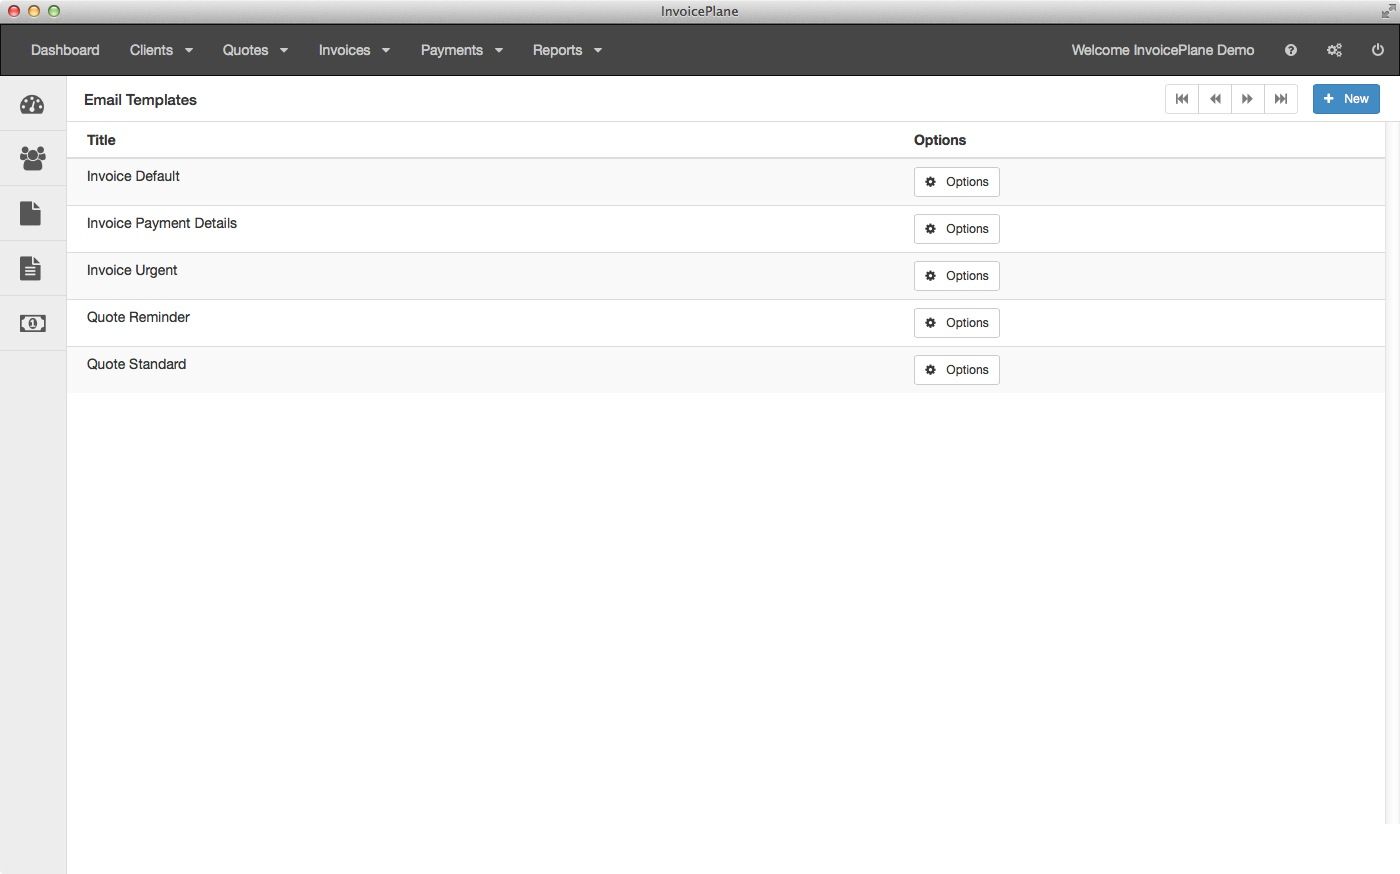 InvoicePlane
Dashboard Clients Quotes Invoices Payments Reports Welcome InvoicePlane Demo
Email Templates New
Title Options
Invoice Default Options
Invoice Payment Details Options
Invoice Urgent Options
Quote Reminder Options
Quote Standard Options